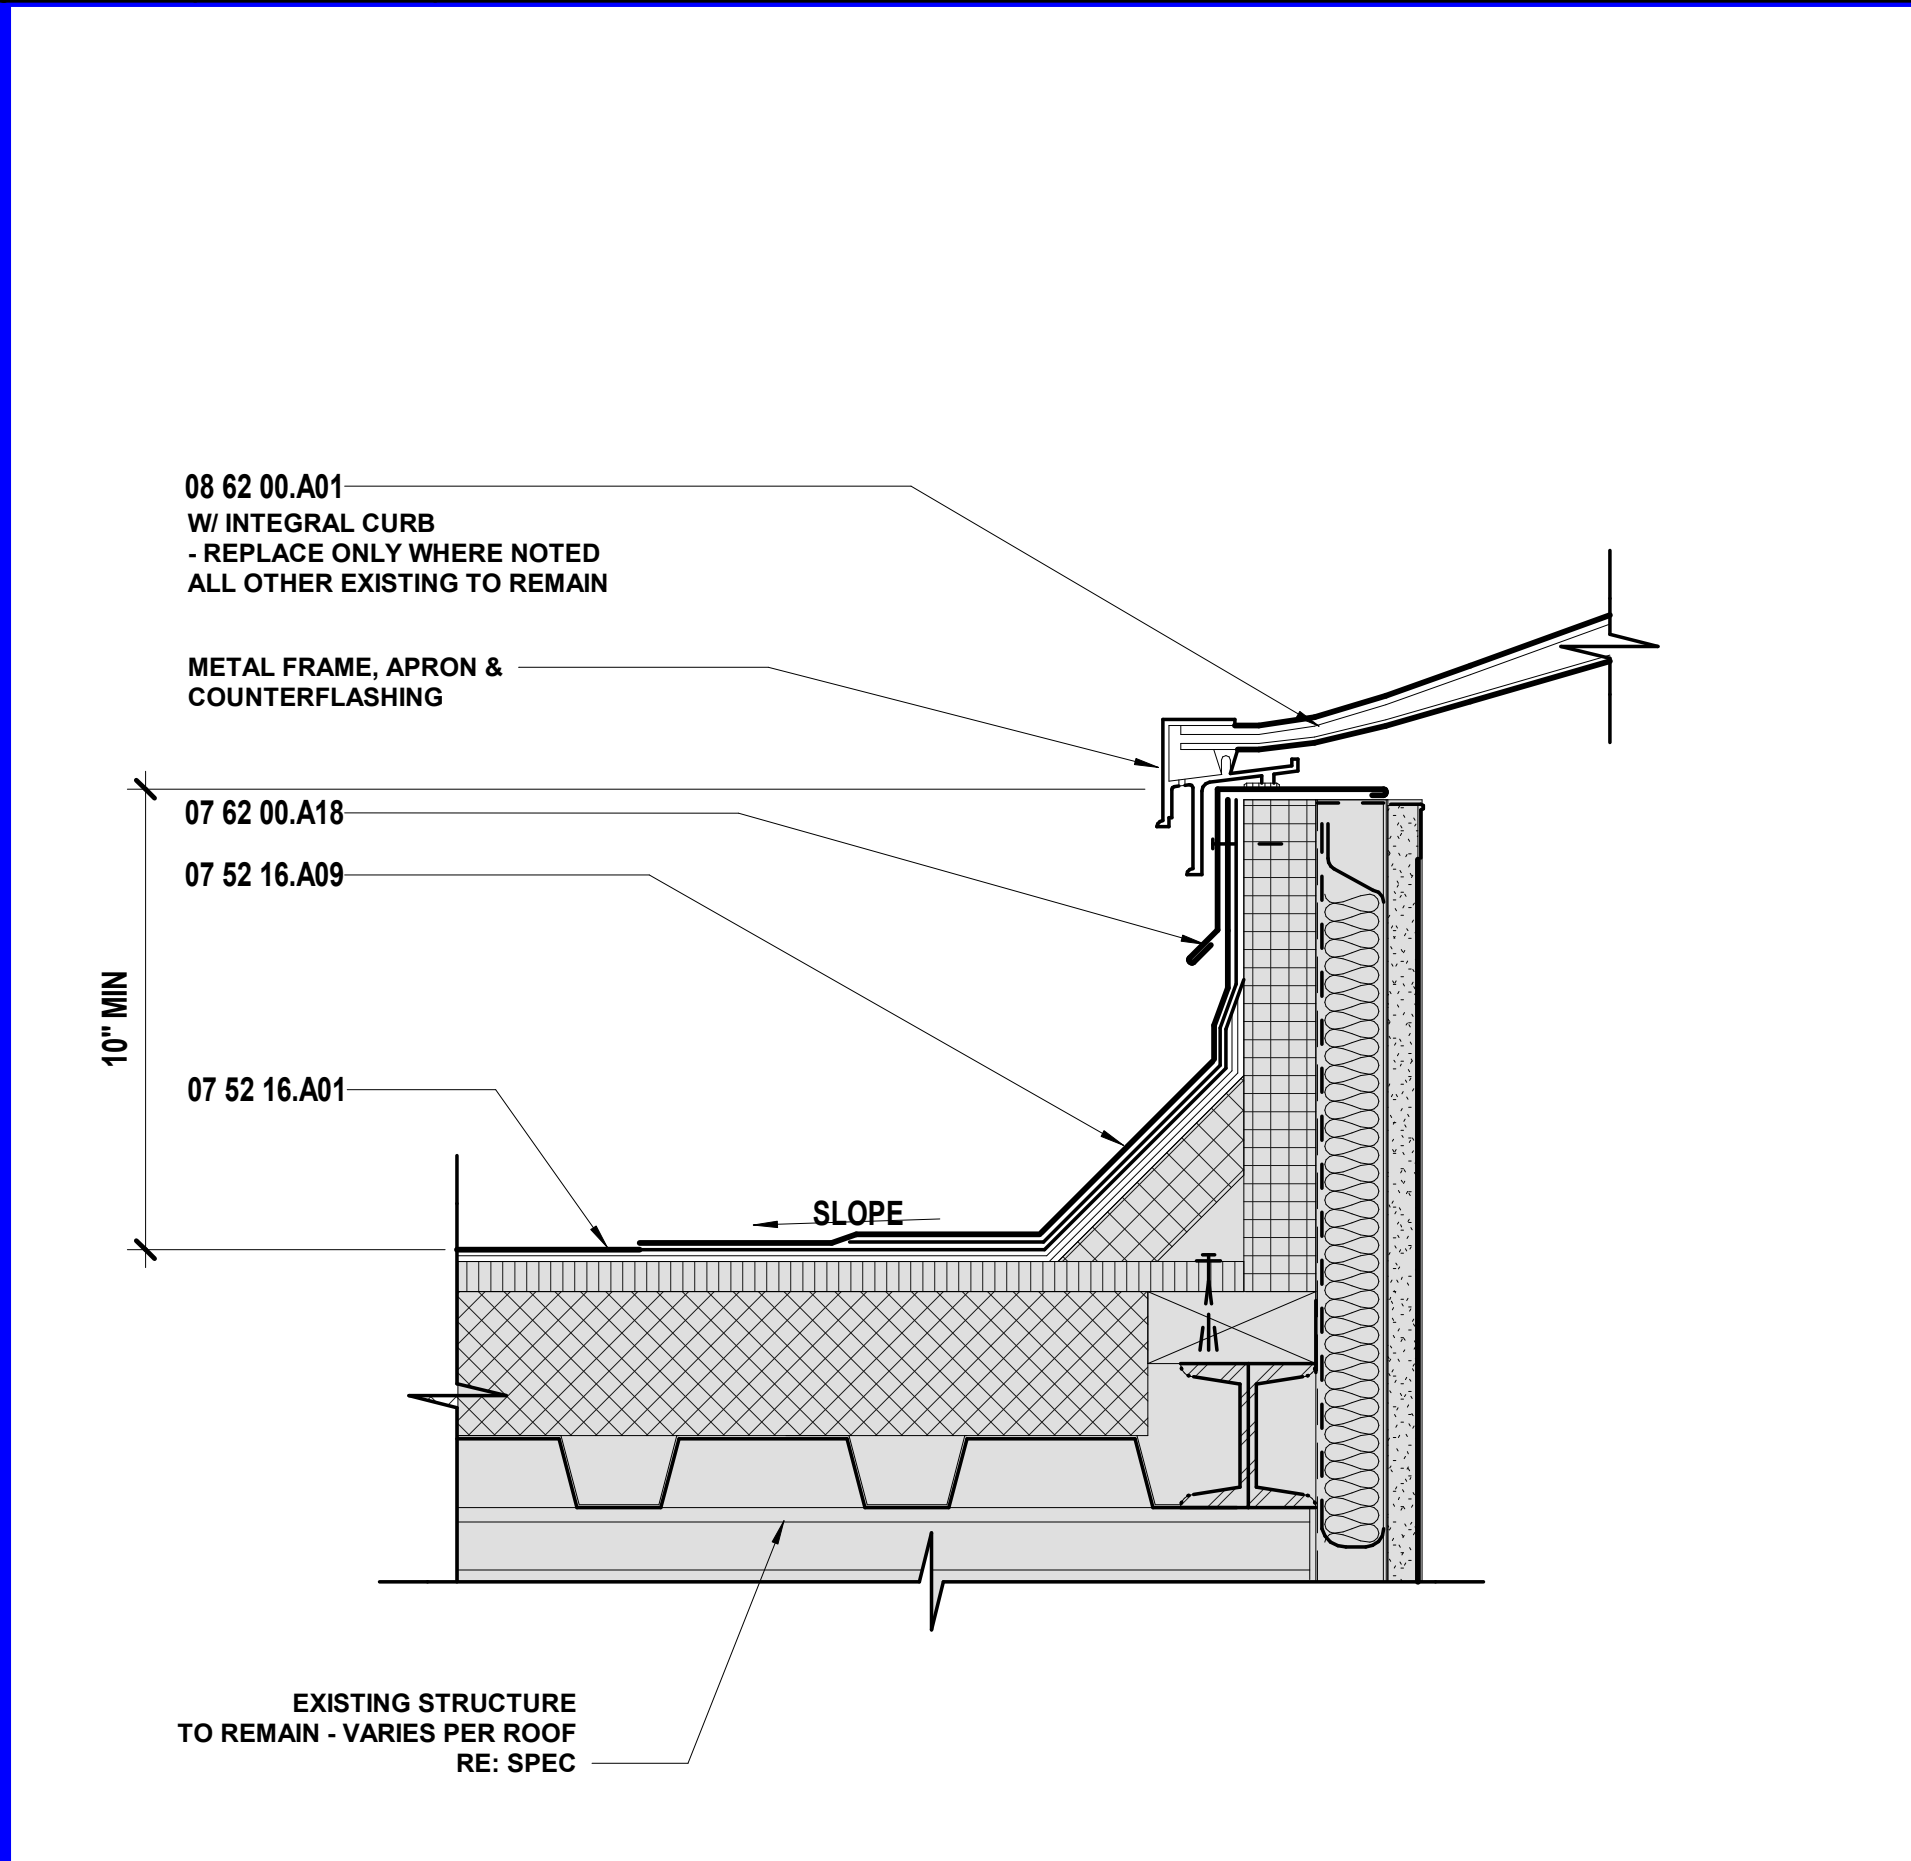 08 62 00.A01
W/ INTEGRAL CURB
- REPLACE ONLY WHERE NOTED
ALL OTHER EXISTING TO REMAIN
METAL FRAME, APRON &
COUNTERFLASHING
07 62 00.A18
07 52 16.A09
10" MIN
07 52 16.A01
SLOPE
EXISTING STRUCTURE
TO REMAIN - VARIES PER ROOF
RE: SPEC